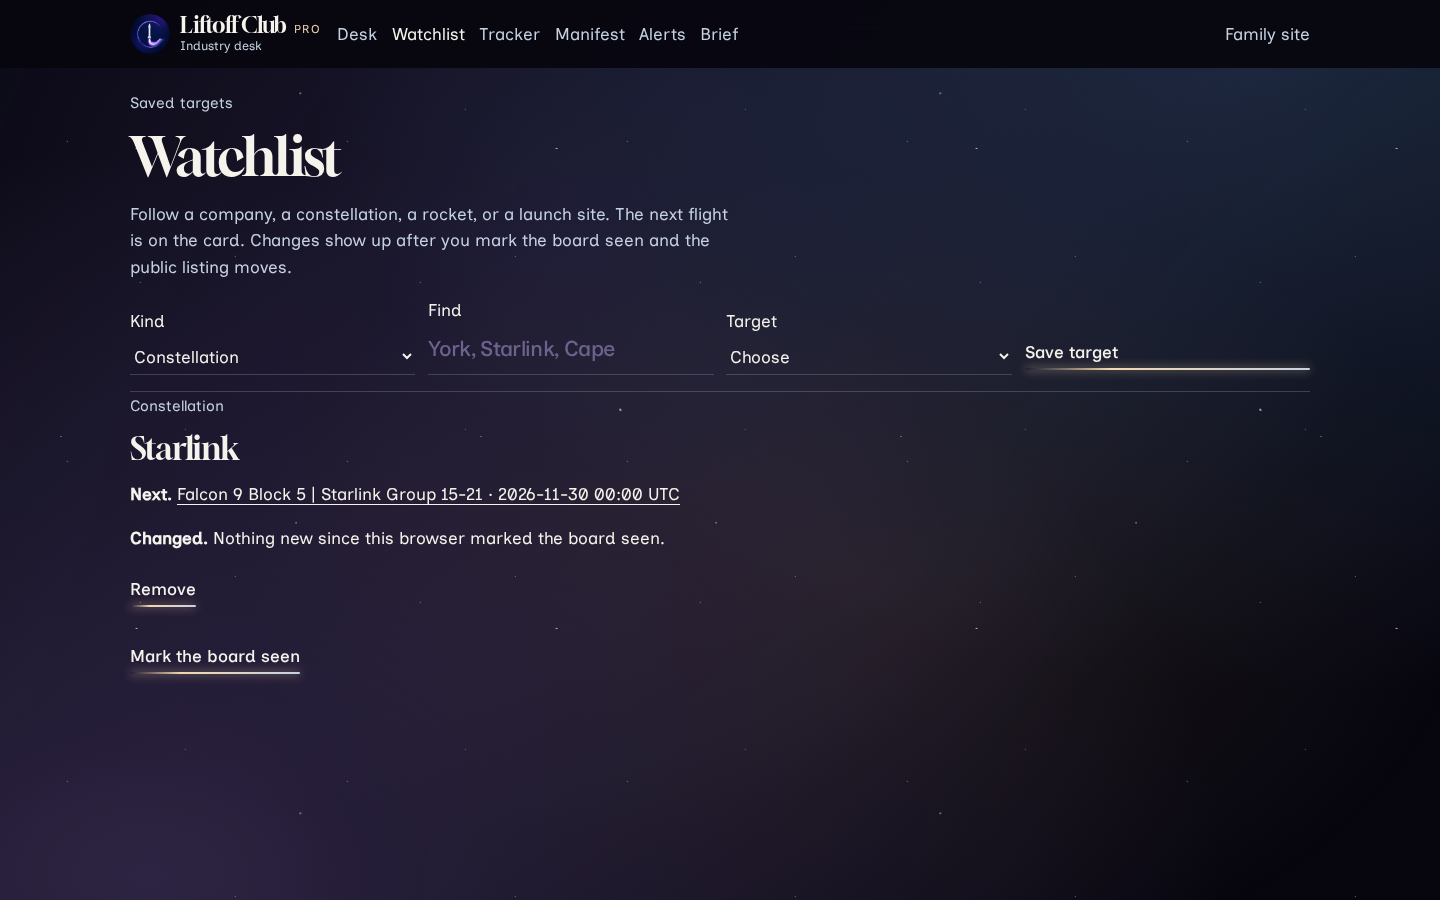 Liftoff Club PRO
Industry desk
Desk Watchlist Tracker Manifest Alerts Brief
Family site
Saved targets
Watchlist
Follow a company, a constellation, a rocket, or a launch site. The next flight
is on the card. Changes show up after you mark the board seen and the
public listing moves.
Kind
Find
Target
Constellation
York, Starlink, Cape
Choose
Save target
Constellation
Starlink
Next. Falcon 9 Block 5 | Starlink Group 15-21 · 2026-11-30 00:00 UTC
Changed. Nothing new since this browser marked the board seen.
Remove
Mark the board seen